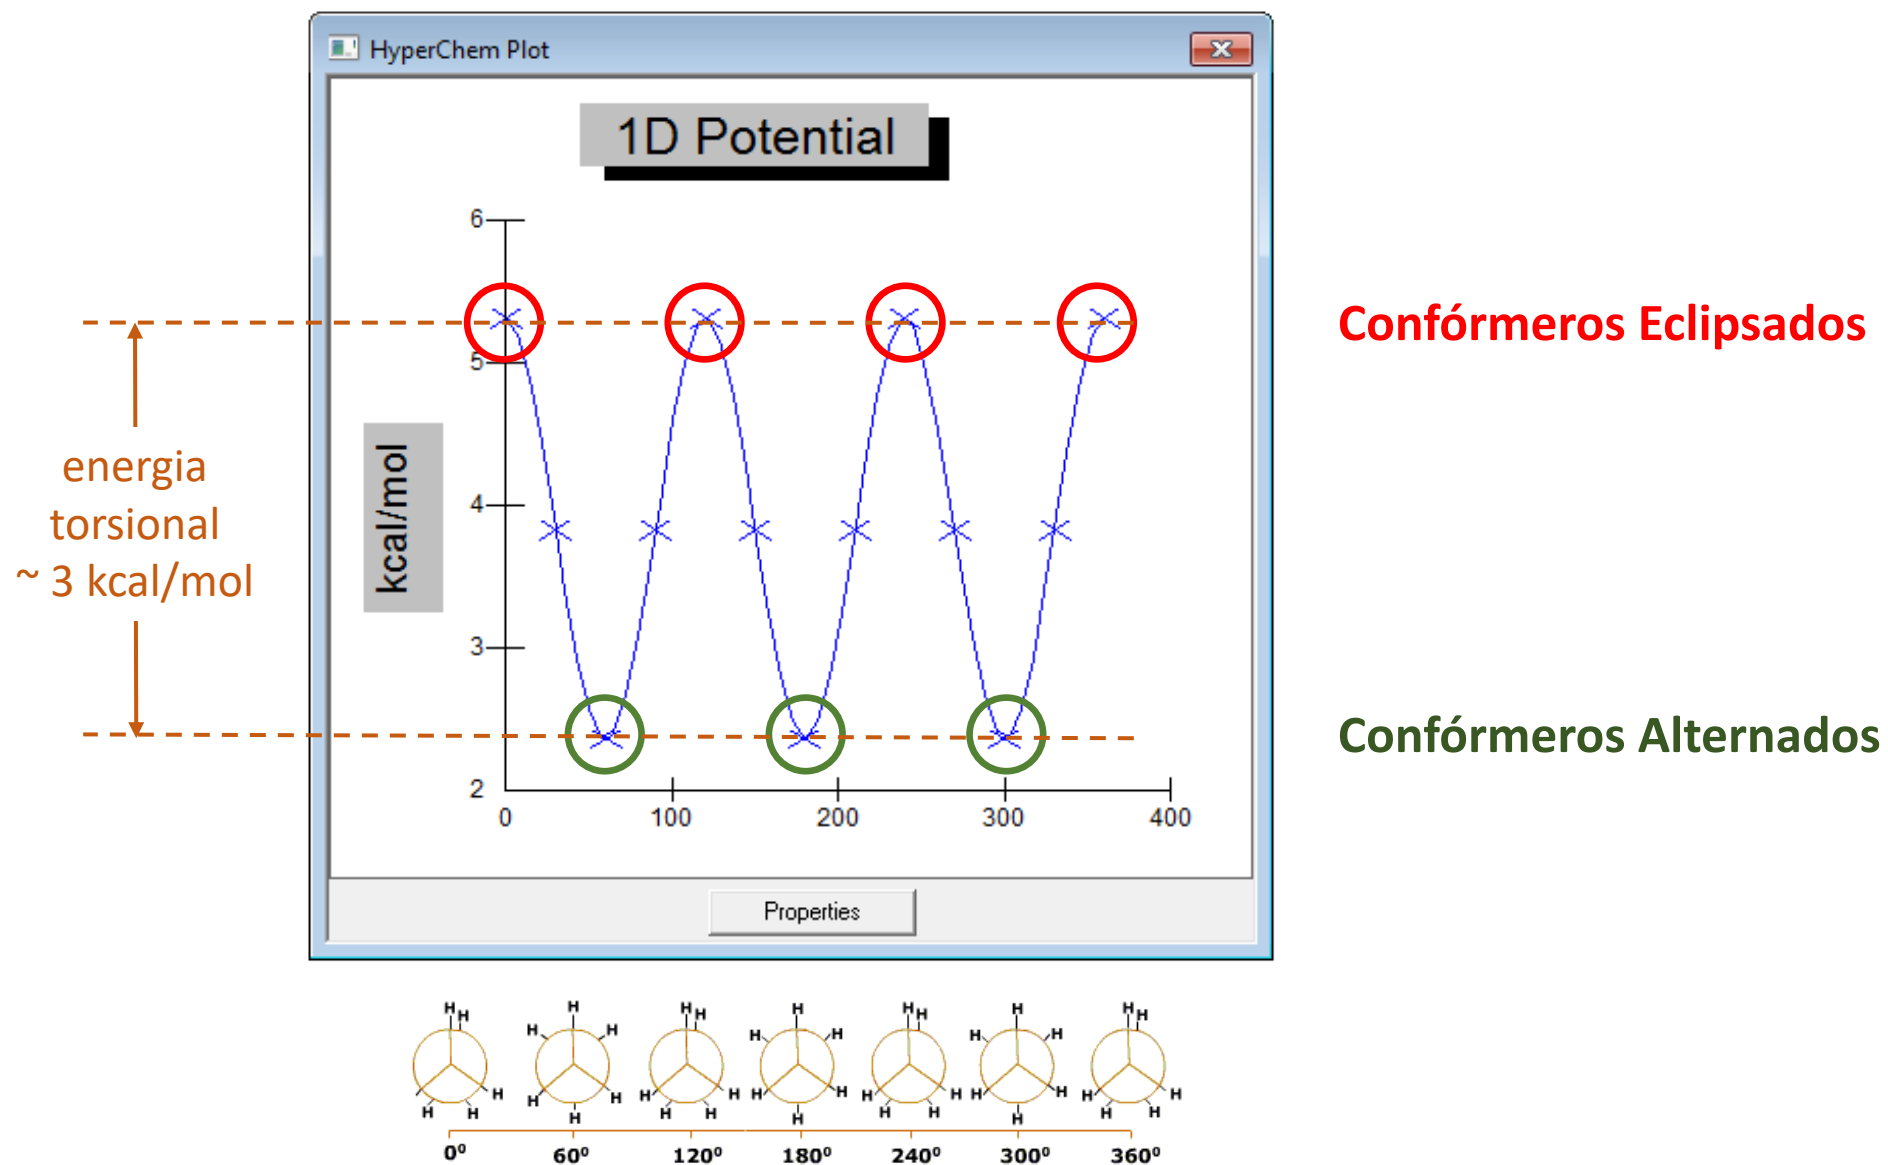 HyperChem Plot
1D Potential
6
5
4
3
2
kcal/mol
0 100 200 300 400
Properties
energia
torsional
~ 3 kcal/mol
Confórmeros Eclipsados
Confórmeros Alternados
H H H H H H H
H H H H H H H H H H
H H H H H H H H H H H H H
H H H H H H H H H H H
0º 60º 120º 180º 240º 300º 360º